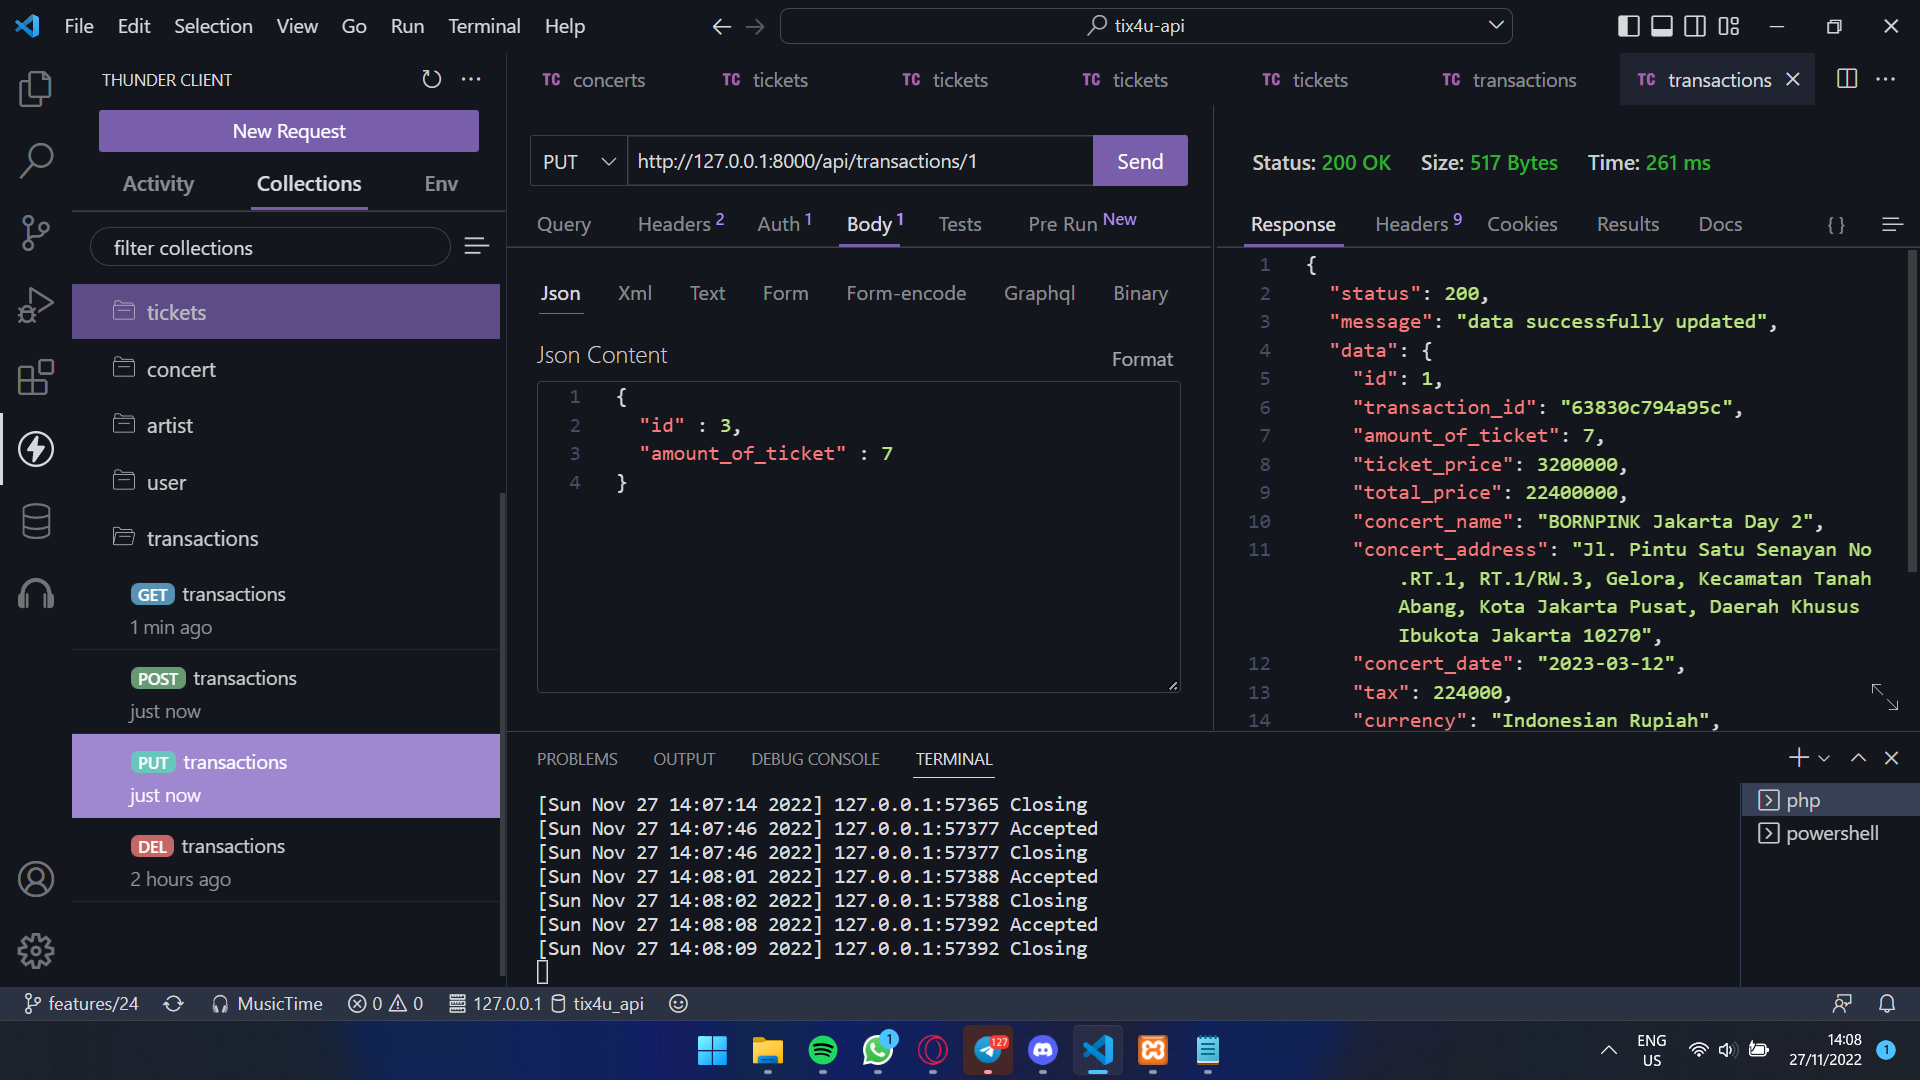 File Edit Selection View Go Run Terminal Help
tix4u-api
THUNDER CLIENT
New Request
Activity Collections Env
filter collections
tickets
concert
artist
user
transactions
GET transactions
1 min ago
POST transactions
just now
PUT transactions
just now
DEL transactions
2 hours ago
TC concerts TC tickets TC tickets TC tickets TC tickets TC transactions TC transactions
PUT http://127.0.0.1:8000/api/transactions/1 Send
Query Headers 2 Auth 1 Body 1 Tests Pre Run New
Json Xml Text Form Form-encode Graphql Binary
Json Content Format
1 {
2 "id" : 3,
3 "amount_of_ticket" : 7
4 }
Status: 200 OK Size: 517 Bytes Time: 261 ms
Response Headers 9 Cookies Results Docs { }
1 {
2 "status": 200,
3 "message": "data successfully updated",
4 "data": {
5 "id": 1,
6 "transaction_id": "63830c794a95c",
7 "amount_of_ticket": 7,
8 "ticket_price": 3200000,
9 "total_price": 22400000,
10 "concert_name": "BORNPINK Jakarta Day 2",
11 "concert_address": "Jl. Pintu Satu Senayan No
.RT.1, RT.1/RW.3, Gelora, Kecamatan Tanah
Abang, Kota Jakarta Pusat, Daerah Khusus
Ibukota Jakarta 10270",
12 "concert_date": "2023-03-12",
13 "tax": 224000,
14 "currency": "Indonesian Rupiah",
PROBLEMS OUTPUT DEBUG CONSOLE TERMINAL
[Sun Nov 27 14:07:14 2022] 127.0.0.1:57365 Closing
[Sun Nov 27 14:07:46 2022] 127.0.0.1:57377 Accepted
[Sun Nov 27 14:07:46 2022] 127.0.0.1:57377 Closing
[Sun Nov 27 14:08:01 2022] 127.0.0.1:57388 Accepted
[Sun Nov 27 14:08:02 2022] 127.0.0.1:57388 Closing
[Sun Nov 27 14:08:08 2022] 127.0.0.1:57392 Accepted
[Sun Nov 27 14:08:09 2022] 127.0.0.1:57392 Closing
php
powershell
features/24 MusicTime 0 0 127.0.0.1 tix4u_api
1
127
ENG
US
14:08
27/11/2022
1